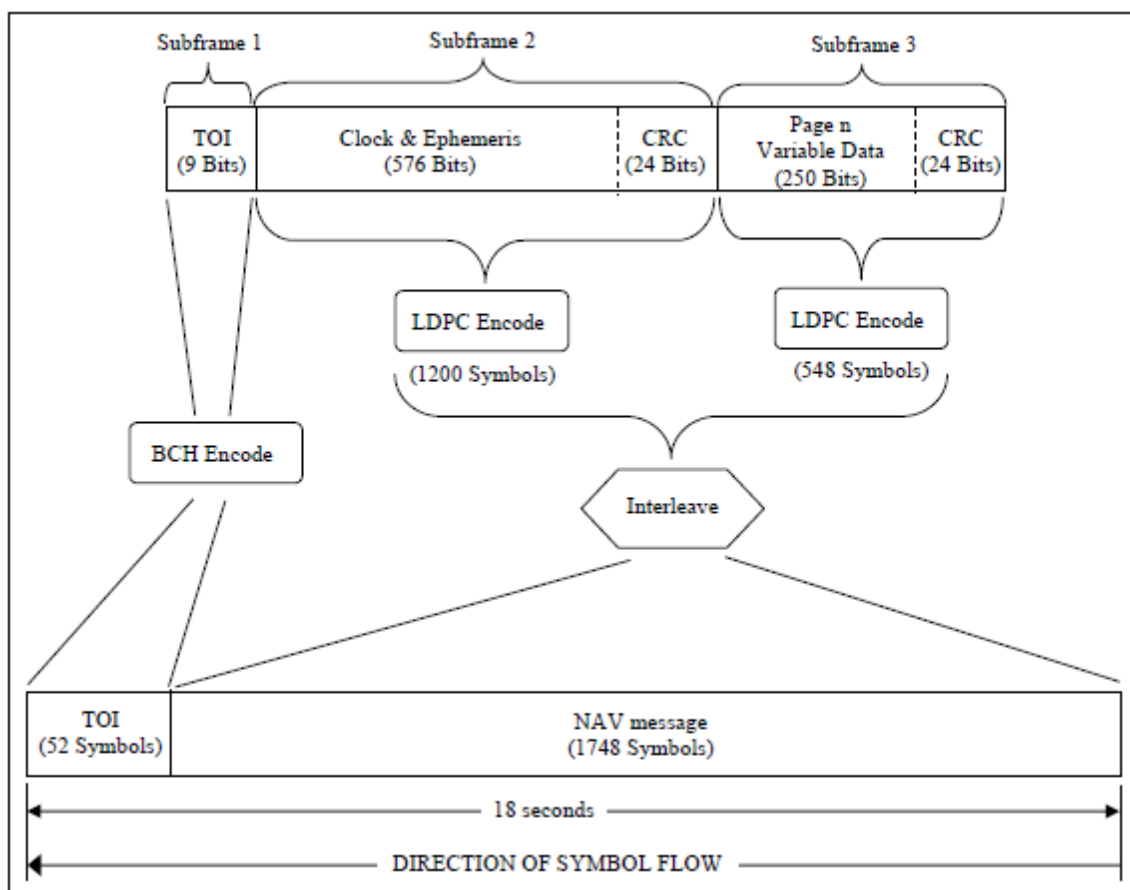 Subframe 1
Subframe 2
Subframe 3
TOI
(9 Bits)
Clock & Ephemeris
(576 Bits)
CRC
(24 Bits)
Page n
Variable Data
(250 Bits)
CRC
(24 Bits)
LDPC Encode
(1200 Symbols)
LDPC Encode
(548 Symbols)
BCH Encode
Interleave
TOI
(52 Symbols)
NAV message
(1748 Symbols)
18 seconds
DIRECTION OF SYMBOL FLOW